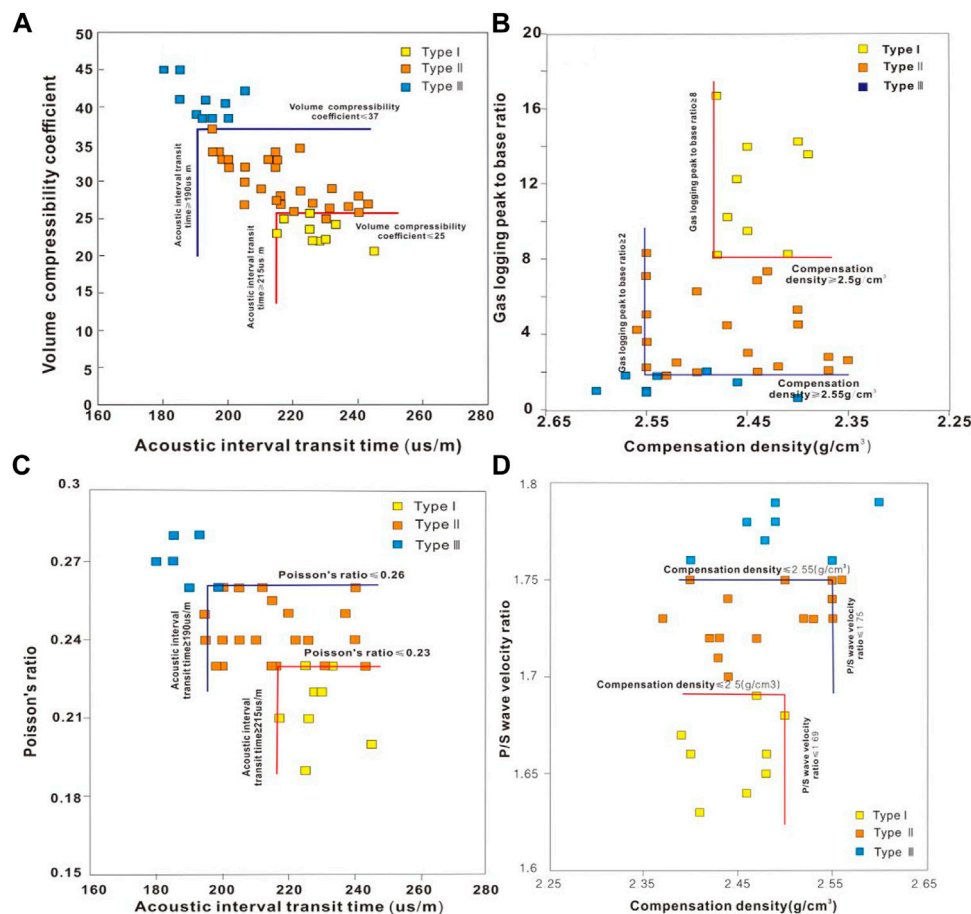 A
50
45
40
35
30
25
20
15
10
5
0
160
180
200
220
240
260
280
Volume compressibility coefficient
Acoustic interval transit time (us/m)
Type I
Type II
Type III
Volume compressibility
coefficient≤37
Acoustic interval transit
time≥190us m
Volume compressibility
coefficient≤25
Acoustic interval transit
time≥215us m
B
20
16
12
8
4
0
2.65
2.55
2.45
2.35
2.25
Gas logging peak to base ratio
Compensation density(g/cm³)
Type I
Type II
Type III
Gas logging peak to base ratio≥8
Compensation
density≥2.5g cm³
Gas logging peak to base ratio≥2
Compensation
density≥2.55g cm³
C
0.3
0.27
0.24
0.21
0.18
0.15
160
180
200
220
240
260
280
Poisson's ratio
Acoustic interval transit time (us/m)
Type I
Type II
Type III
Poisson's ratio≤0.26
Acoustic interval
transit time≥190us/m
Poisson's ratio≤0.23
Acoustic interval
transit time≥215us/m
D
1.8
1.75
1.7
1.65
1.6
2.25
2.35
2.45
2.55
2.65
P/S wave velocity ratio
Compensation density(g/cm³)
Compensation density≤2 55(g/cm³)
P/S wave velocity
ratio≤1 75
Compensation density≤2 5(g/cm3)
P/S wave velocity
ratio≤1 69
Type I
Type II
Type III